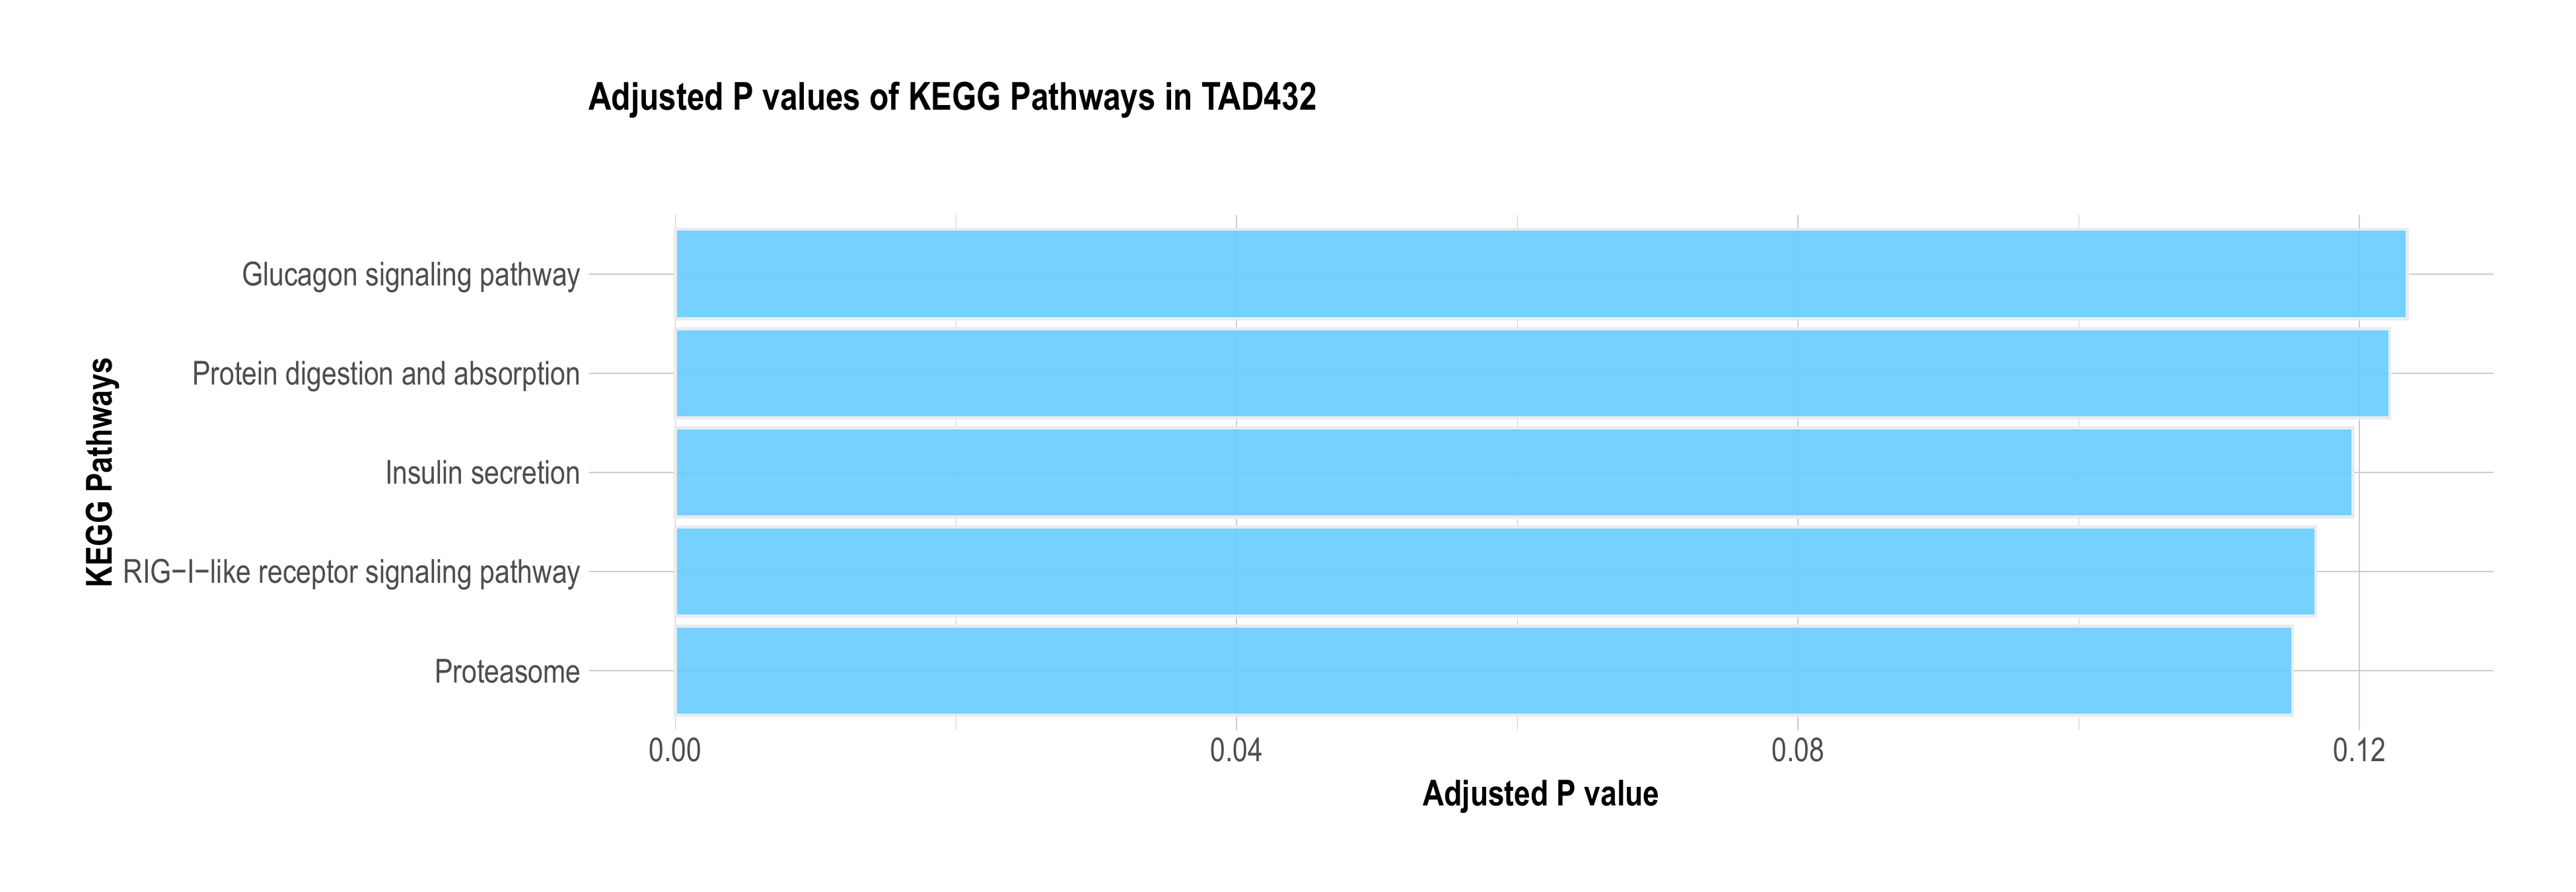 Adjusted P values of KEGG Pathways in TAD432
KEGG Pathways
Glucagon signaling pathway
Protein digestion and absorption
Insulin secretion
RIG−I−like receptor signaling pathway
Proteasome
0.00 0.04 0.08 0.12
Adjusted P value